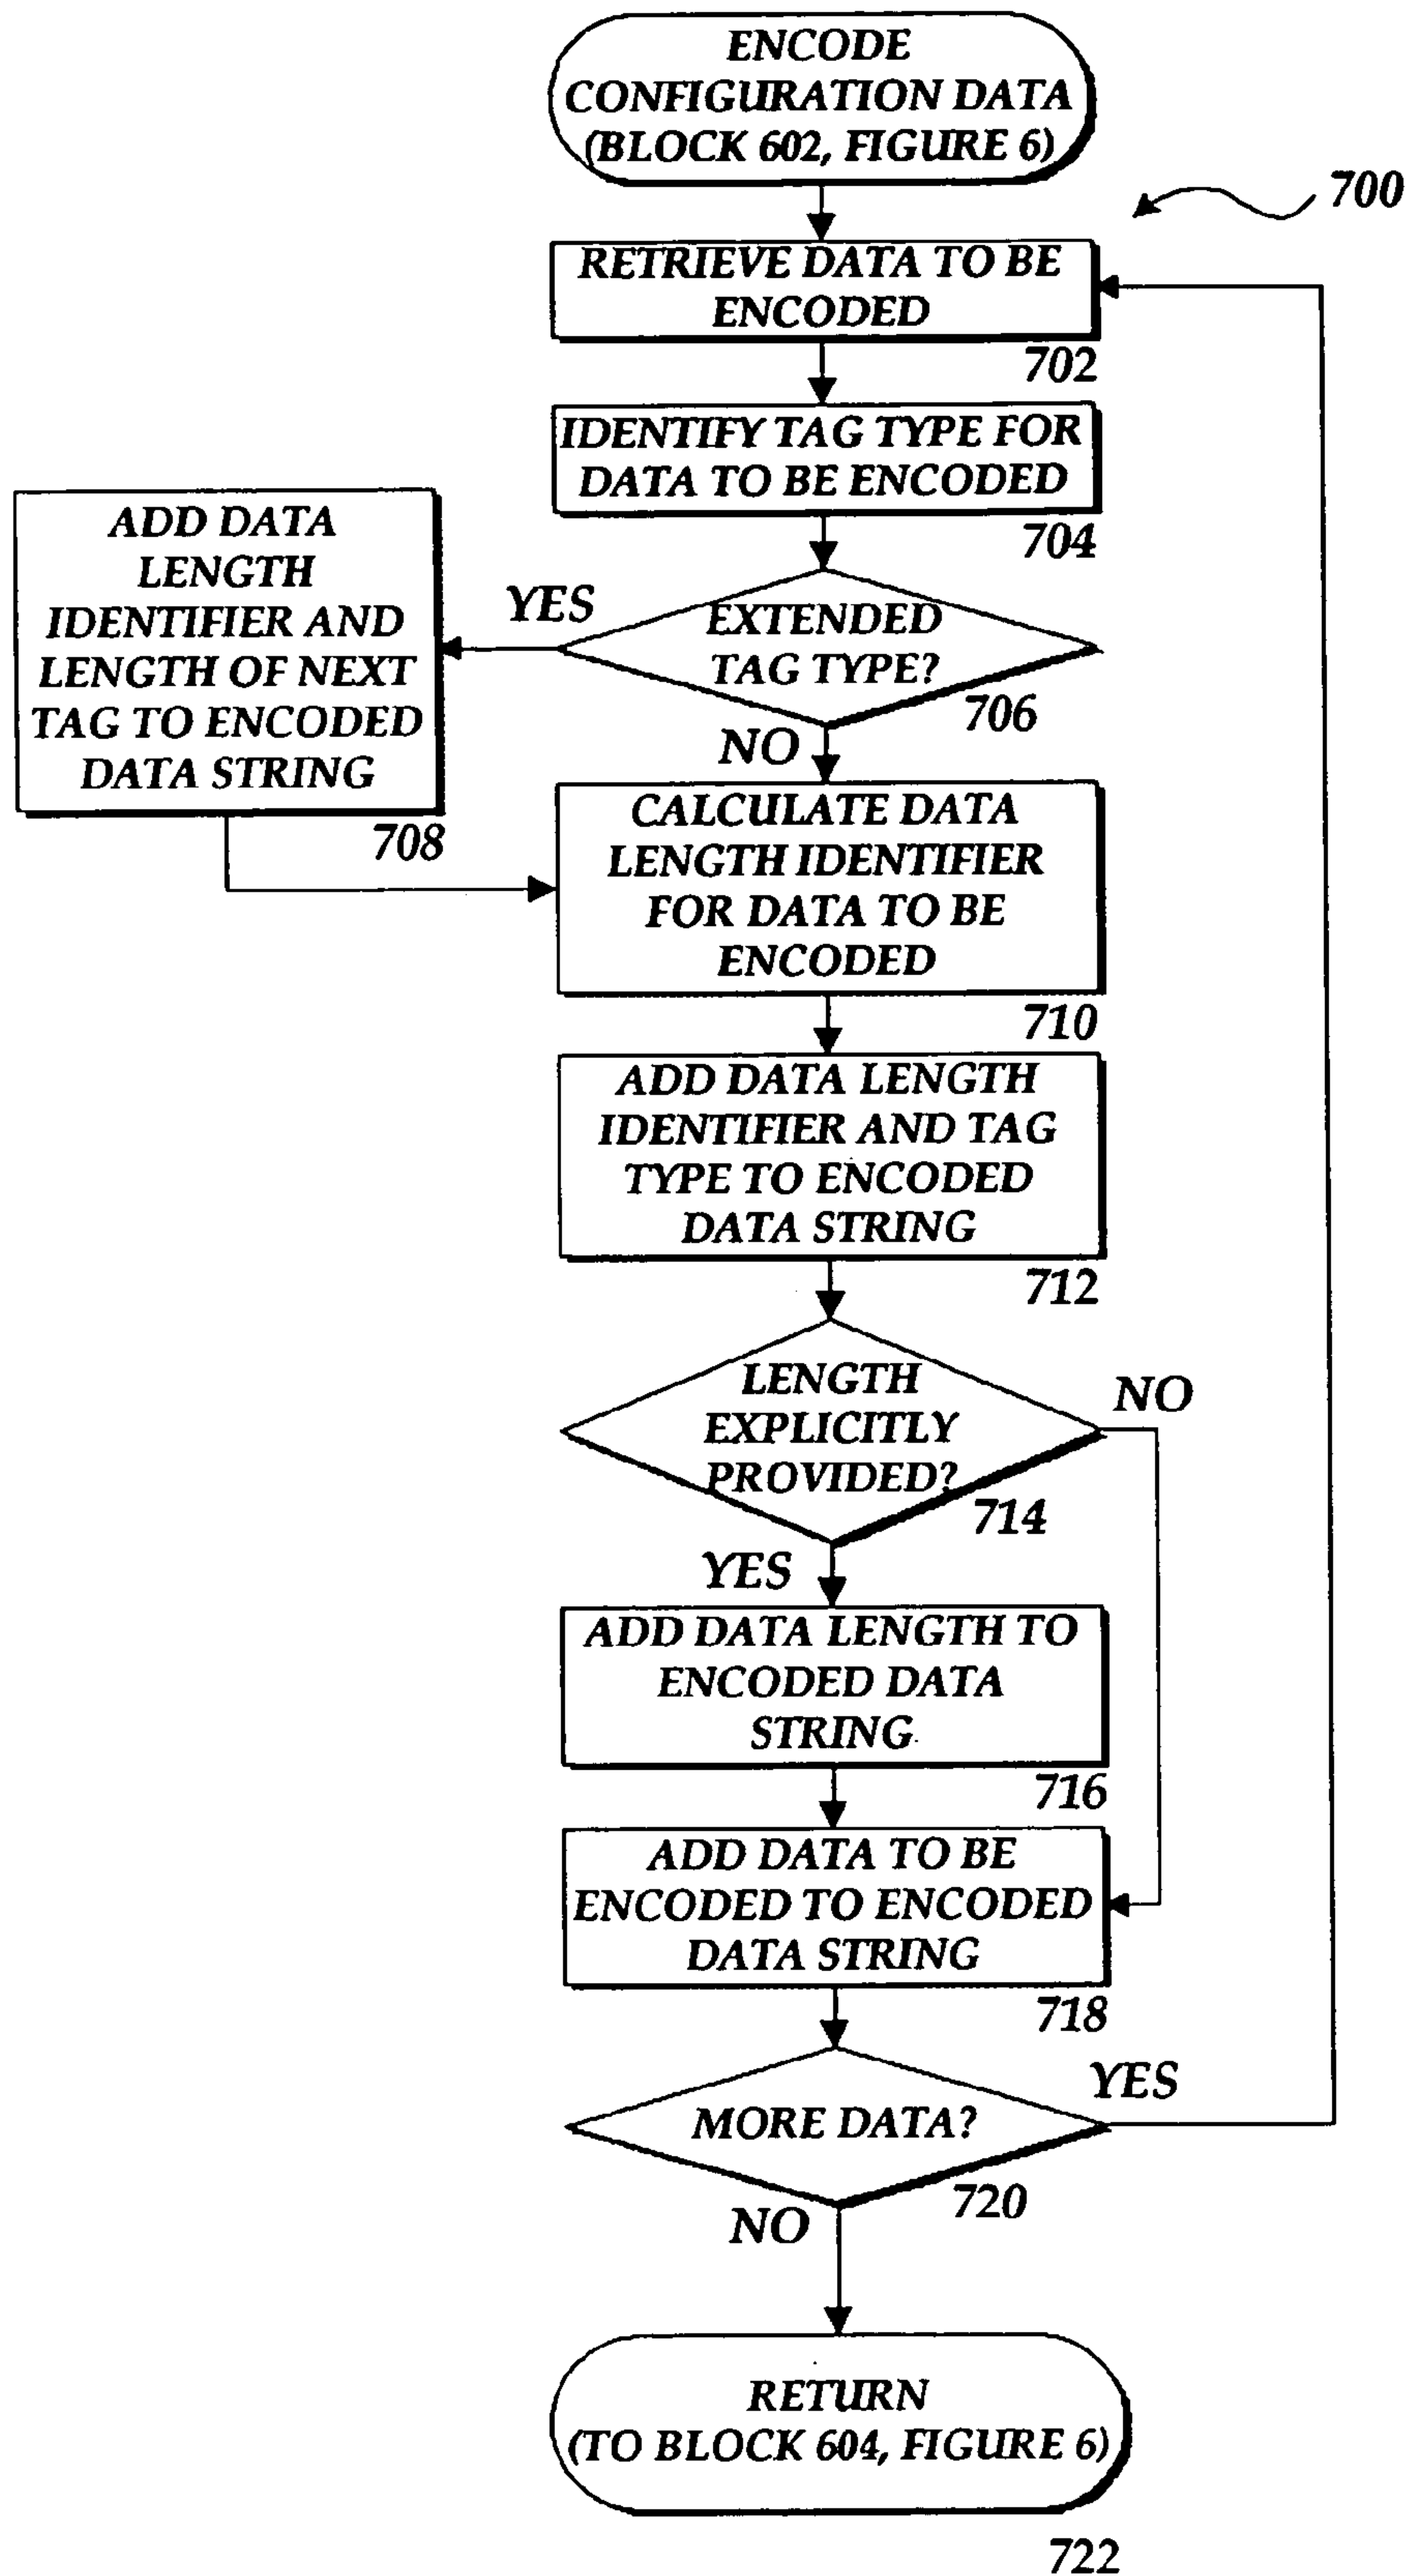 ENCODE
CONFIGURATION DATA
(BLOCK 602, FIGURE 6)
700
RETRIEVE DATA TO BE
ENCODED
702
IDENTIFY TAG TYPE FOR
DATA TO BE ENCODED
704
ADD DATA
LENGTH
IDENTIFIER AND
LENGTH OF NEXT
TAG TO ENCODED
DATA STRING
708
YES
EXTENDED
TAG TYPE?
706
NO
CALCULATE DATA
LENGTH IDENTIFIER
FOR DATA TO BE
ENCODED
710
ADD DATA LENGTH
IDENTIFIER AND TAG
TYPE TO ENCODED
DATA STRING
712
LENGTH
EXPLICITLY
PROVIDED?
714
NO
YES
ADD DATA LENGTH TO
ENCODED DATA
STRING
716
ADD DATA TO BE
ENCODED TO ENCODED
DATA STRING
718
MORE DATA?
720
YES
NO
RETURN
(TO BLOCK 604, FIGURE 6)
722